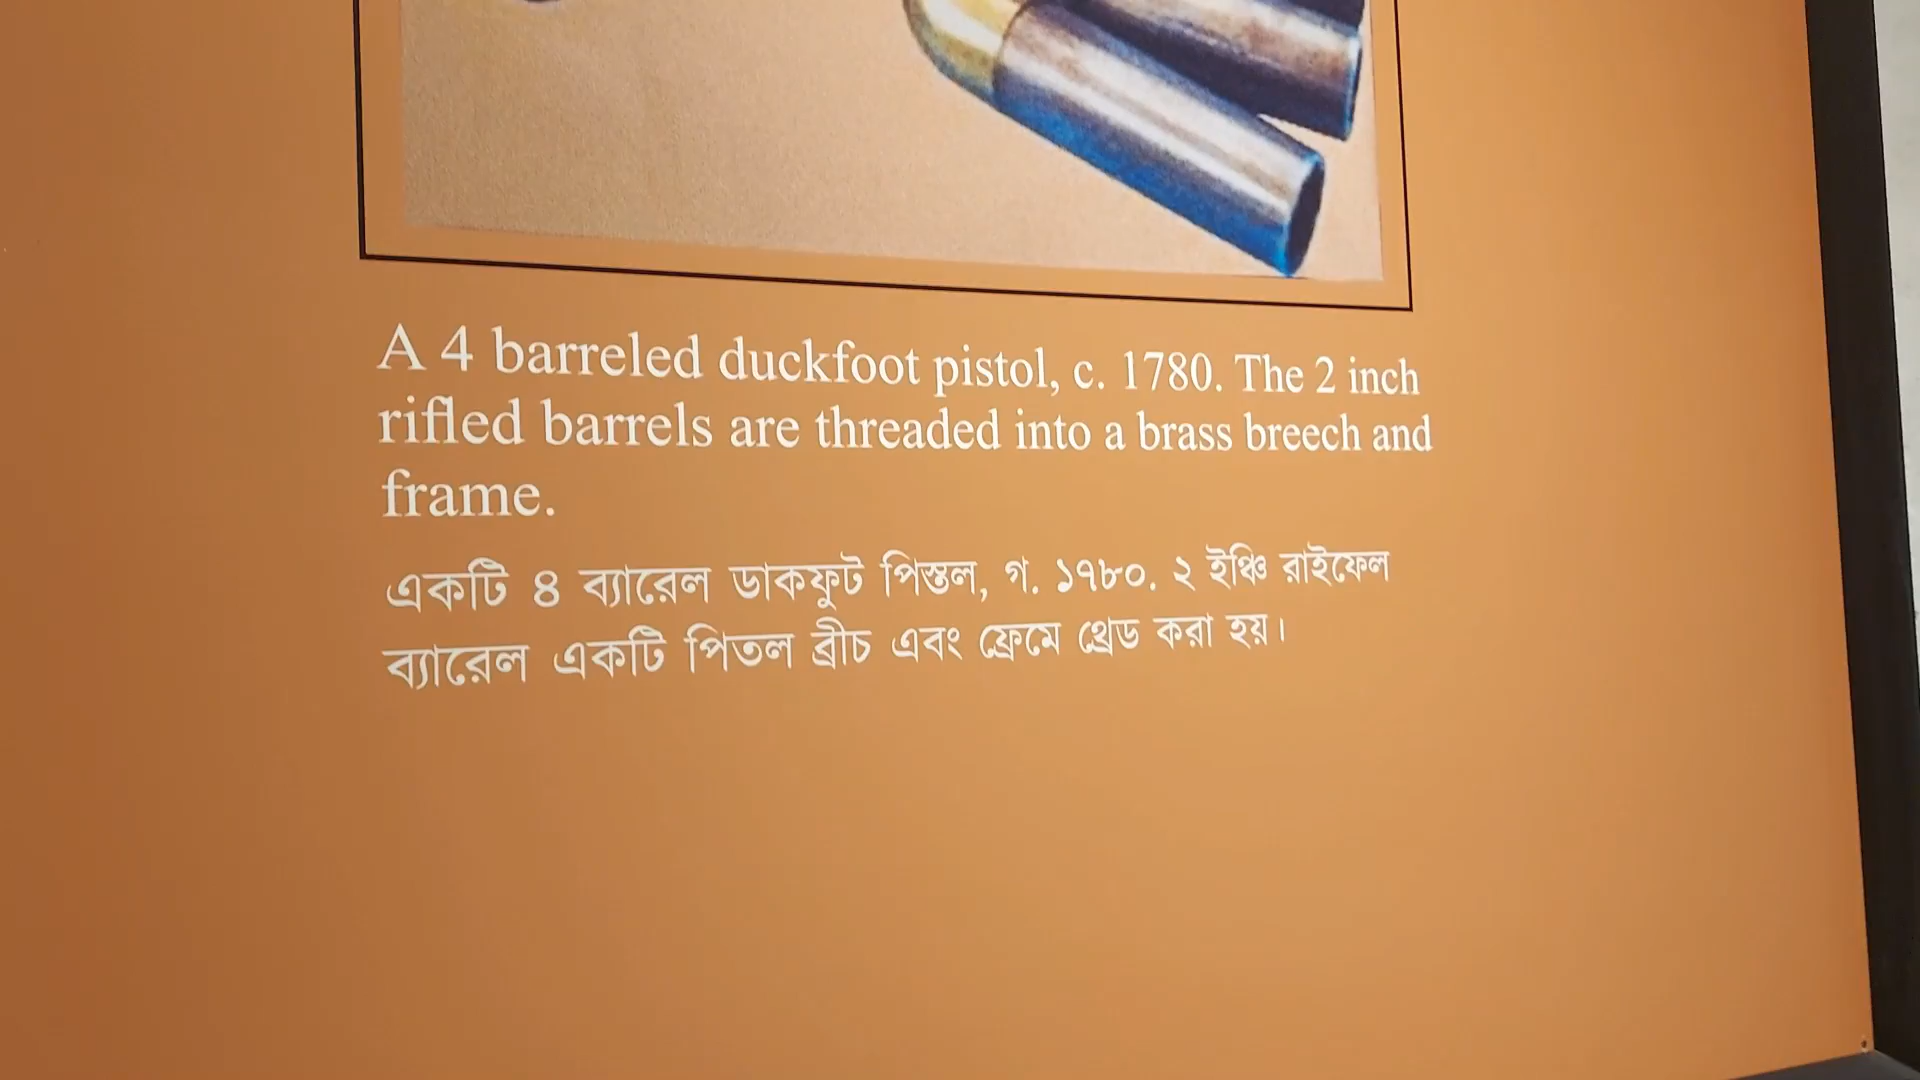 A 4 barreled duckfoot pistol, c. 1780. The 2 inch
rifled barrels are threaded into a brass breech and
frame.
একটি ৪ ব্যারেল ডাকফুট পিস্তল, গ. ১৭৮০. ২ ইঞ্চি রাইফেল
ব্যারেল একটি পিতল ব্রীচ এবং ফ্রেমে থ্রেড করা হয়।